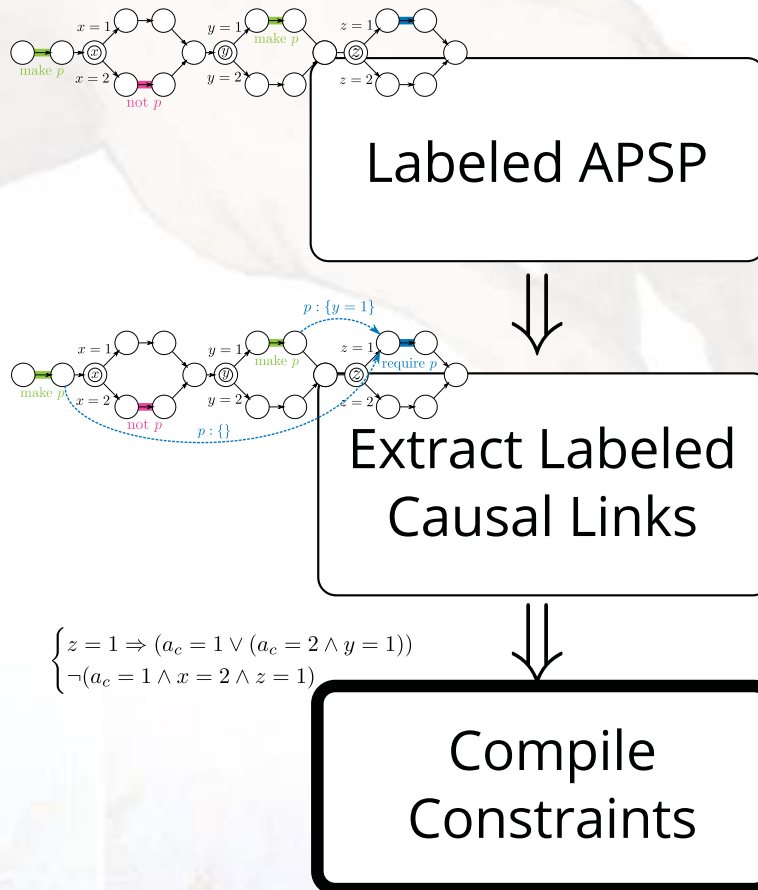 x = 1
y = 1
z = 1
make p
x
y
z
make p
x = 2
y = 2
z = 2
not p
Labeled APSP
p : {y = 1}
x = 1
y = 1
z = 1
make p
require p
x
y
z
make p
x = 2
y = 2
z = 2
not p
p : {}
Extract Labeled
Causal Links
z = 1 ⇒ (a_c = 1 ∨ (a_c = 2 ∧ y = 1))
¬(a_c = 1 ∧ x = 2 ∧ z = 1)
Compile
Constraints